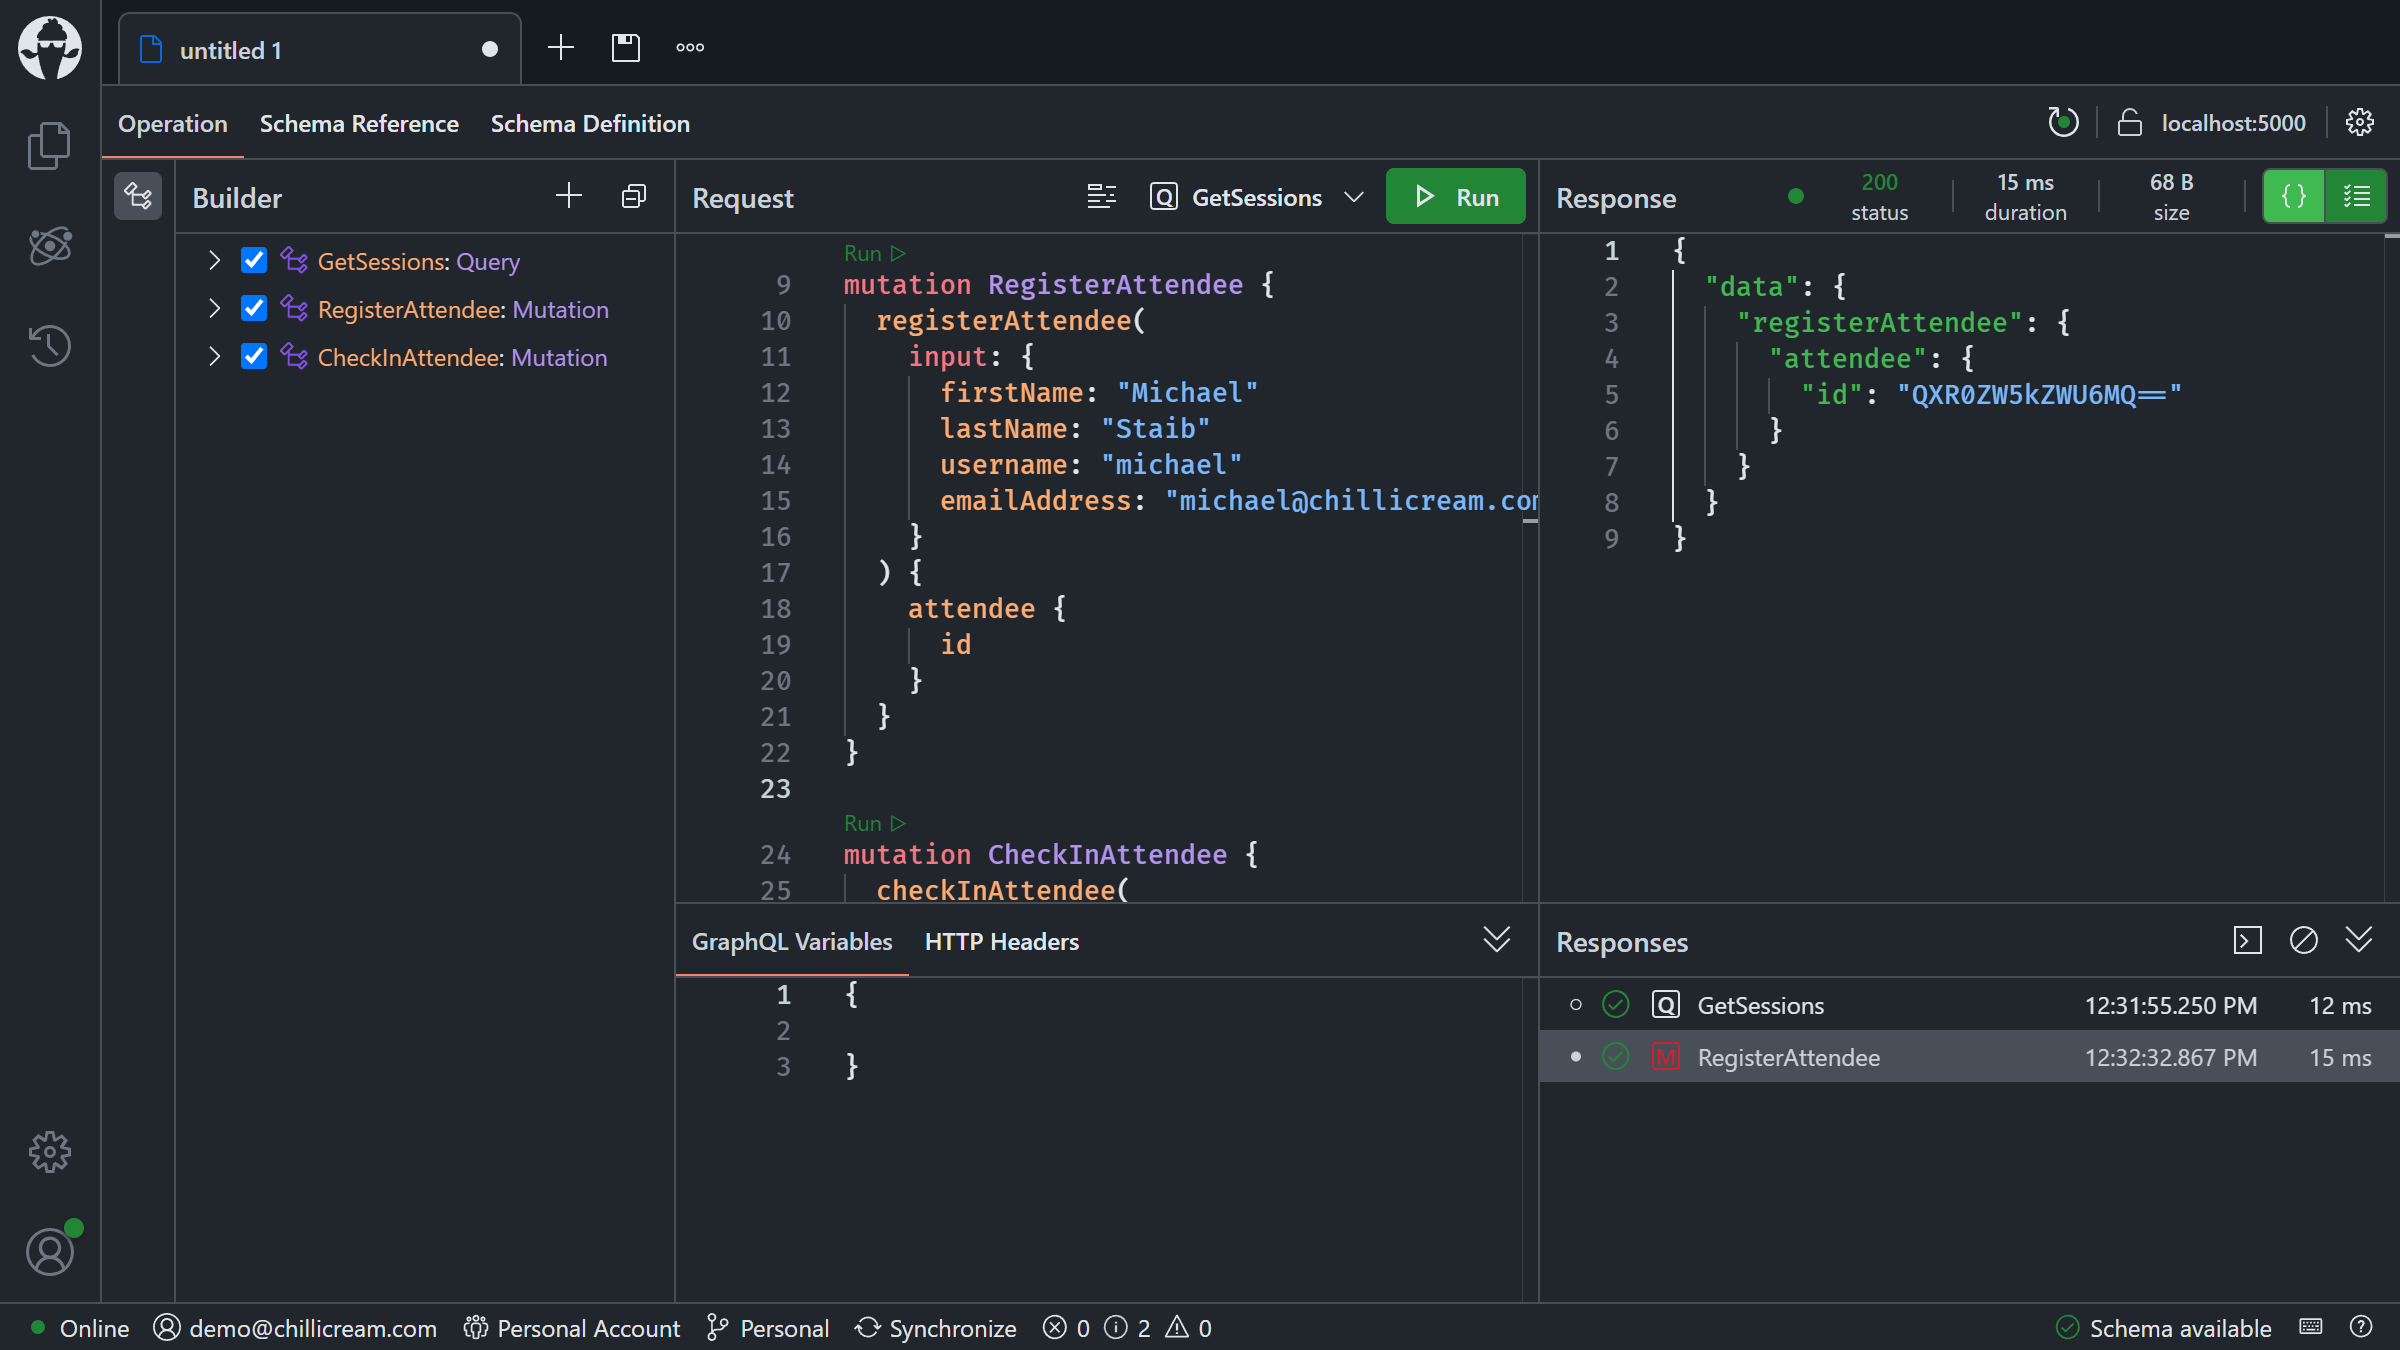 untitled 1
Operation Schema Reference Schema Definition
localhost:5000
Builder
GetSessions: Query
RegisterAttendee: Mutation
CheckInAttendee: Mutation
Request
Q GetSessions
Run
Run
9 mutation RegisterAttendee {
10 registerAttendee(
11 input: {
12 firstName: "Michael"
13 lastName: "Staib"
14 username: "michael"
15 emailAddress: "michael@chillicream.com
16 }
17 ) {
18 attendee {
19 id
20 }
21 }
22 }
23
Run
24 mutation CheckInAttendee {
25 checkInAttendee(
GraphQL Variables HTTP Headers
1 {
2
3 }
Response
200 status
15 ms duration
68 B size
{}
1 {
2 "data": {
3 "registerAttendee": {
4 "attendee": {
5 "id": "QXR0ZW5kZWU6MQ=="
6 }
7 }
8 }
9 }
Responses
Q GetSessions 12:31:55.250 PM 12 ms
M RegisterAttendee 12:32:32.867 PM 15 ms
Online demo@chillicream.com Personal Account Personal Synchronize 0 2 0 Schema available